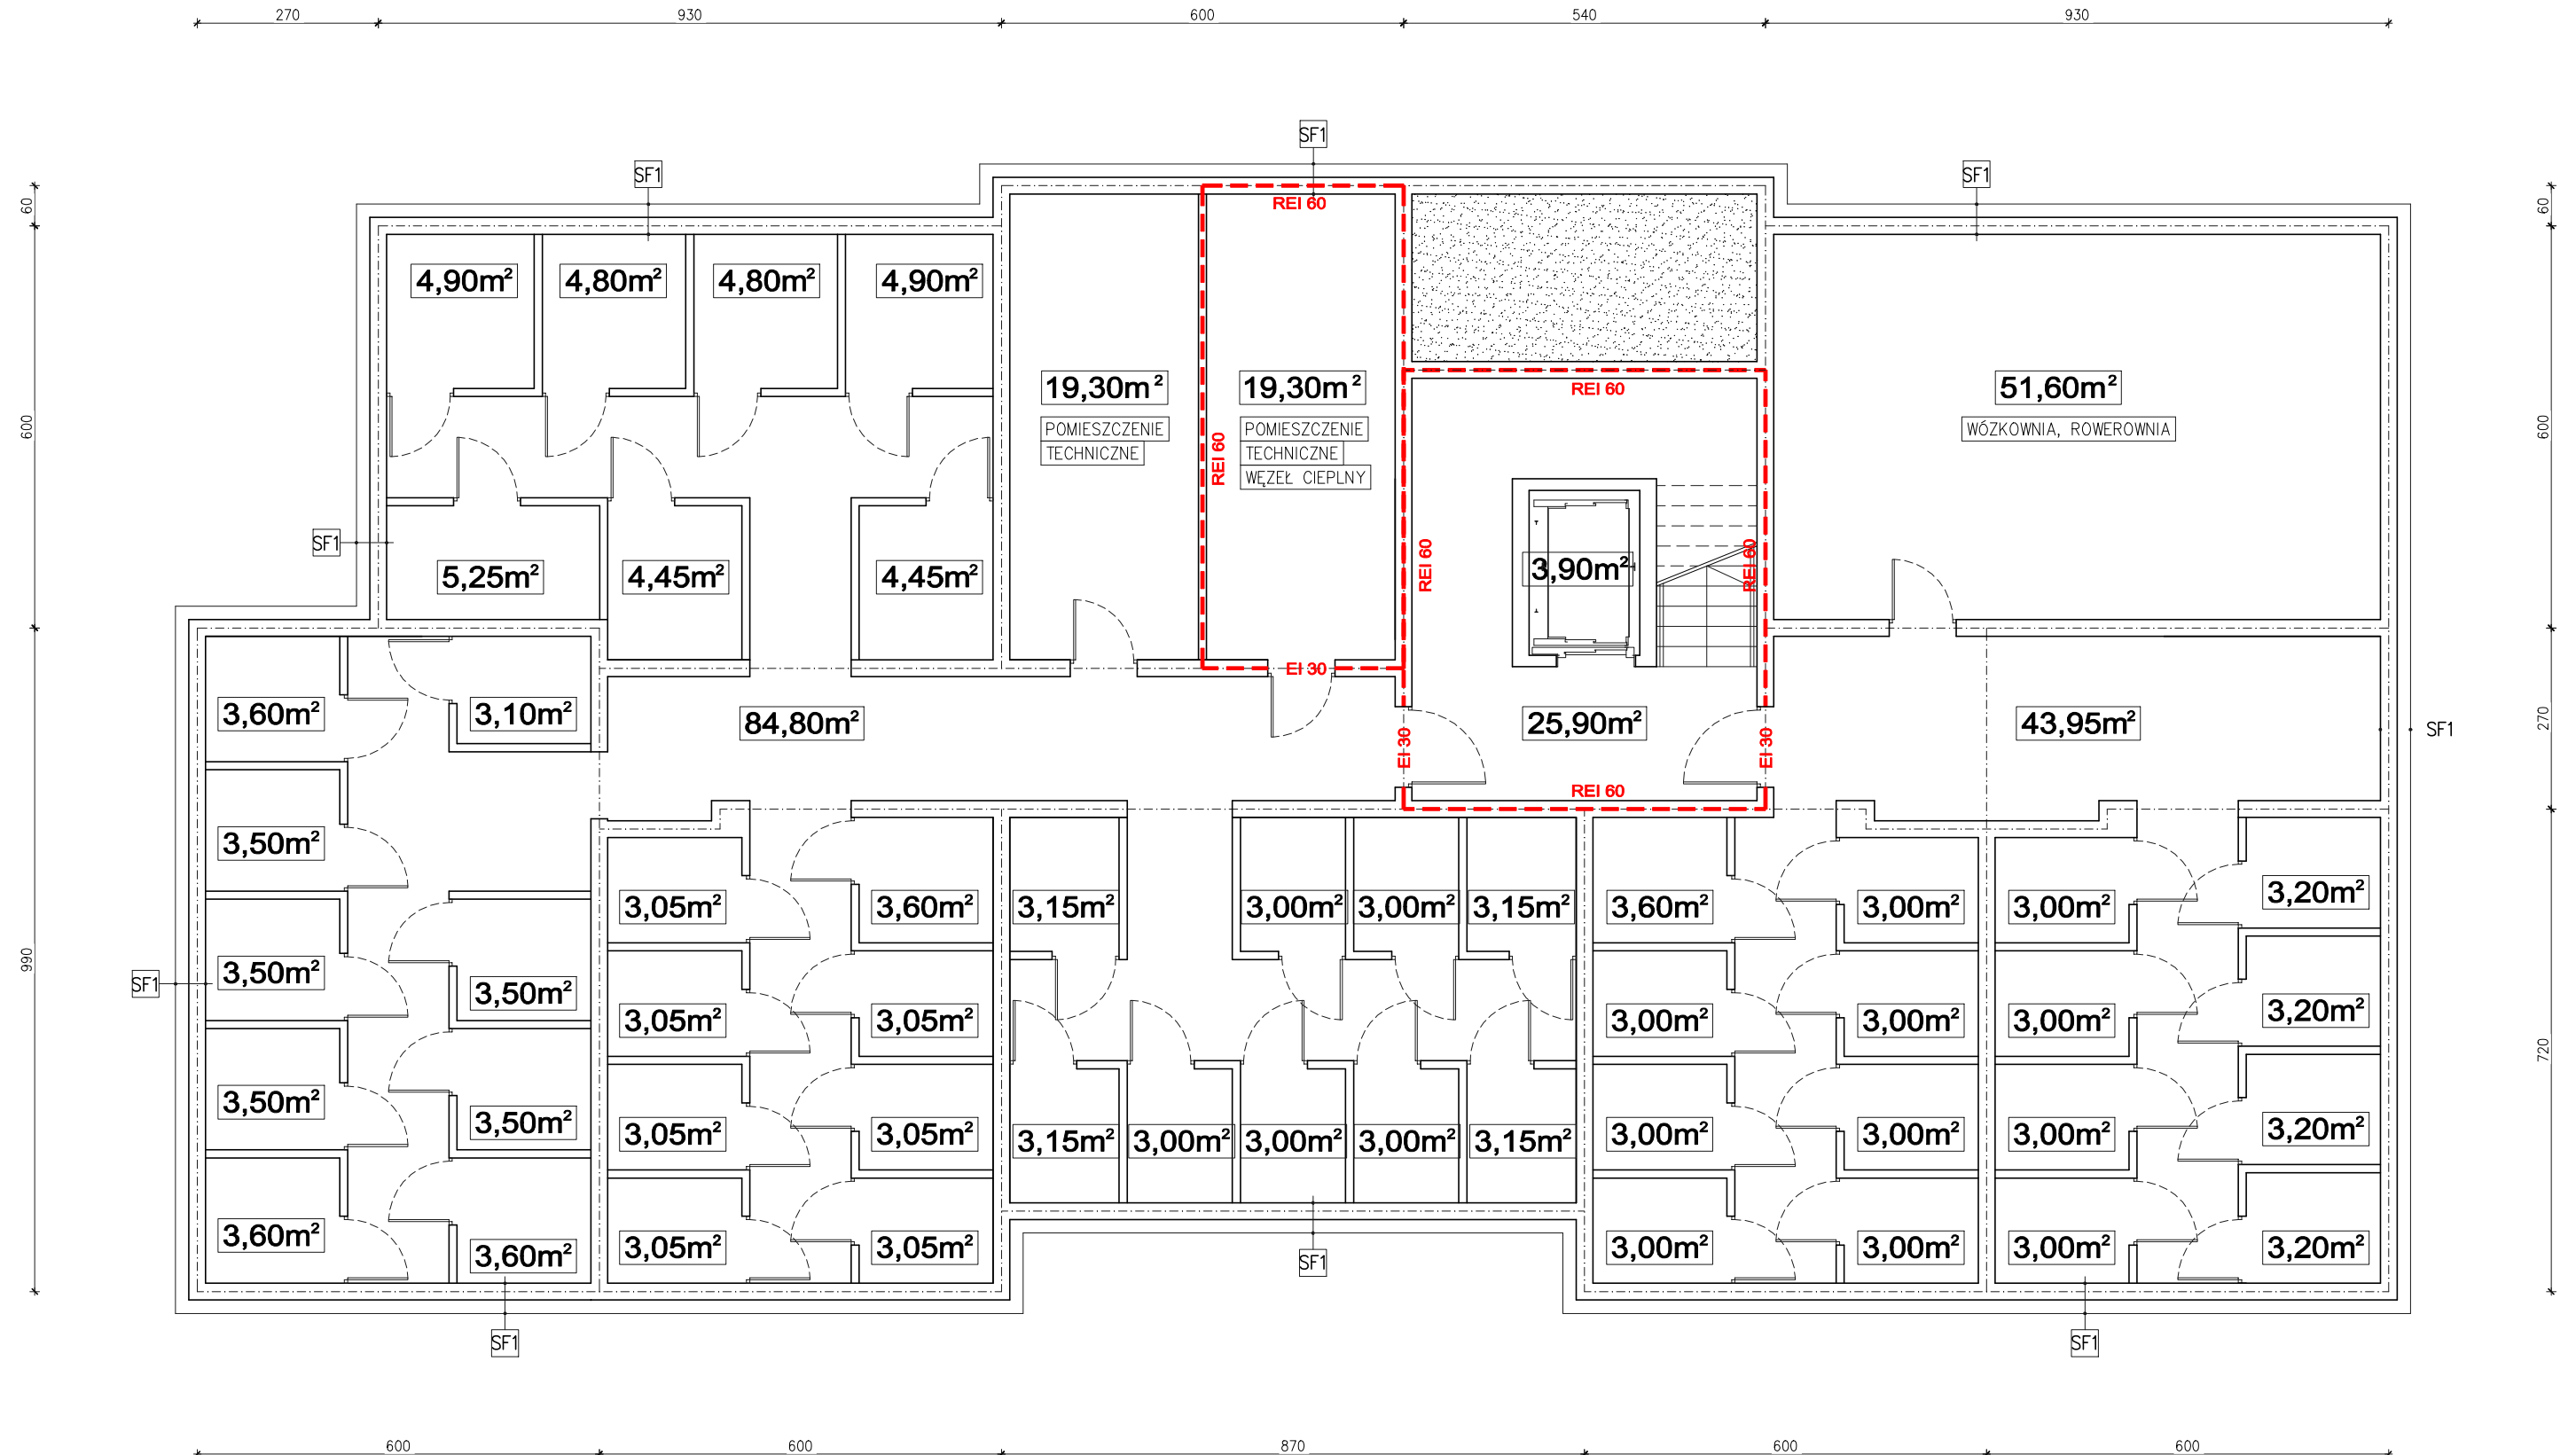 270 930 600 540 930
SF1
SF1 SF1
60 60
REI 60
4,90m² 4,80m² 4,80m² 4,90m²
19,30m² 19,30m² REI 60 51,60m²
POMIESZCZENIE POMIESZCZENIE WÓZKOWNIA, ROWEROWNIA
TECHNICZNE TECHNICZNE
WĘZEŁ CIEPLNY
600 REI 60 600
SF1 REI 60 REI 60
5,25m² 4,45m² 4,45m² 3,90m²
EI 30
3,60m² 3,10m² 84,80m² 25,90m² 43,95m² SF1
270
EI 30 EI 30
REI 60
3,50m²
3,05m² 3,60m² 3,15m² 3,00m² 3,00m² 3,15m² 3,60m² 3,00m² 3,00m² 3,20m²
990
SF1 3,50m² 3,50m²
3,05m² 3,05m² 3,00m² 3,00m² 3,00m² 3,20m²
720
3,50m² 3,50m²
3,05m² 3,05m² 3,15m² 3,00m² 3,00m² 3,00m² 3,15m² 3,00m² 3,00m² 3,00m² 3,20m²
3,60m² 3,60m²
3,05m² 3,05m² 3,00m² 3,00m² 3,00m² 3,20m²
SF1
SF1 SF1
600 600 870 600 600